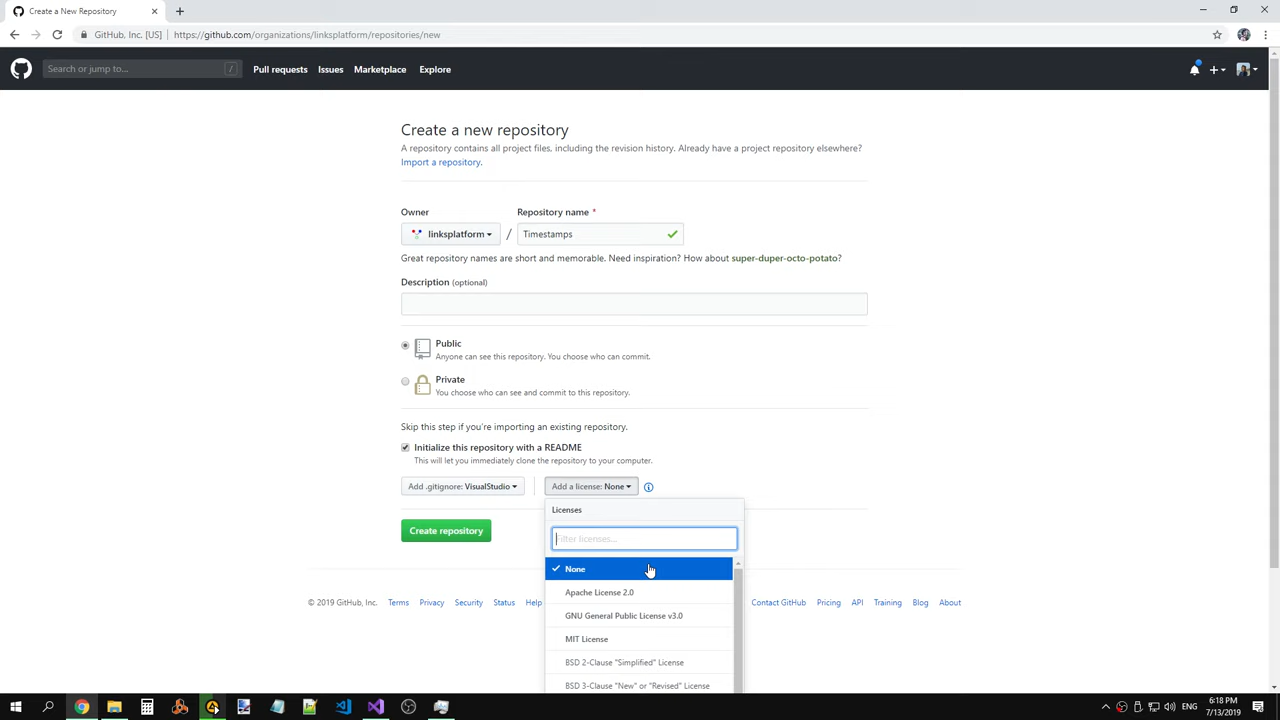 Create a New Repository
GitHub, Inc. [US] https://github.com/organizations/linksplatform/repositories/new
Search or jump to... / Pull requests Issues Marketplace Explore
Create a new repository
A repository contains all project files, including the revision history. Already have a project repository elsewhere?
Import a repository.
Owner Repository name *
linksplatform / Timestamps
Great repository names are short and memorable. Need inspiration? How about super-duper-octo-potato?
Description (optional)
Public
Anyone can see this repository. You choose who can commit.
Private
You choose who can see and commit to this repository.
Skip this step if you're importing an existing repository.
Initialize this repository with a README
This will let you immediately clone the repository to your computer.
Add .gitignore: VisualStudio Add a license: None
Licenses
Filter licenses...
Create repository
None
Apache License 2.0
GNU General Public License v3.0
MIT License
BSD 2-Clause "Simplified" License
BSD 3-Clause "New" or "Revised" License
© 2019 GitHub, Inc. Terms Privacy Security Status Help Contact GitHub Pricing API Training Blog About
6:18 PM
7/13/2019